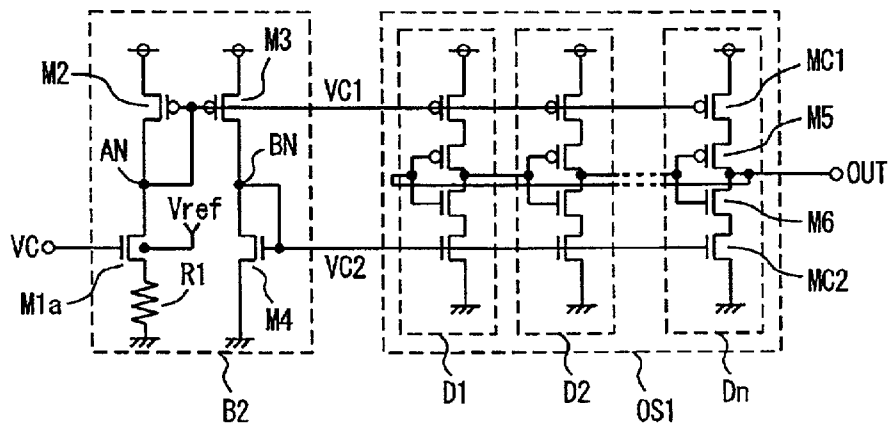 M3
M2
VC1
MC1
M5
AN
BN
OUT
Vref
M6
VC
VC2
R1
MC2
M1a
M4
B2
D1
D2
OS1
Dn